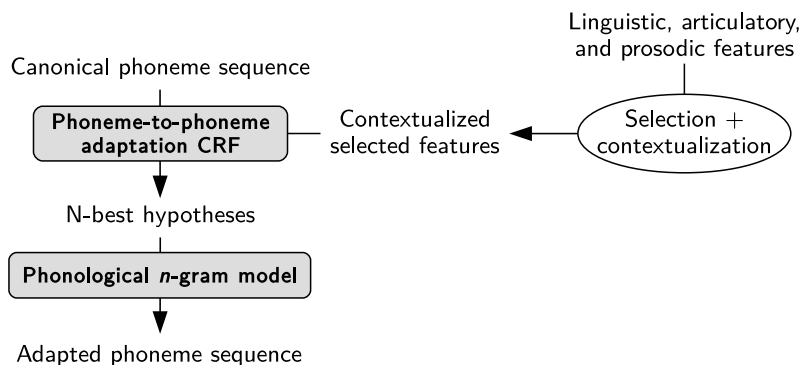 Linguistic, articulatory,
and prosodic features
Canonical phoneme sequence
Phoneme-to-phoneme
adaptation CRF
Contextualized
selected features
Selection +
contextualization
N-best hypotheses
Phonological n-gram model
Adapted phoneme sequence